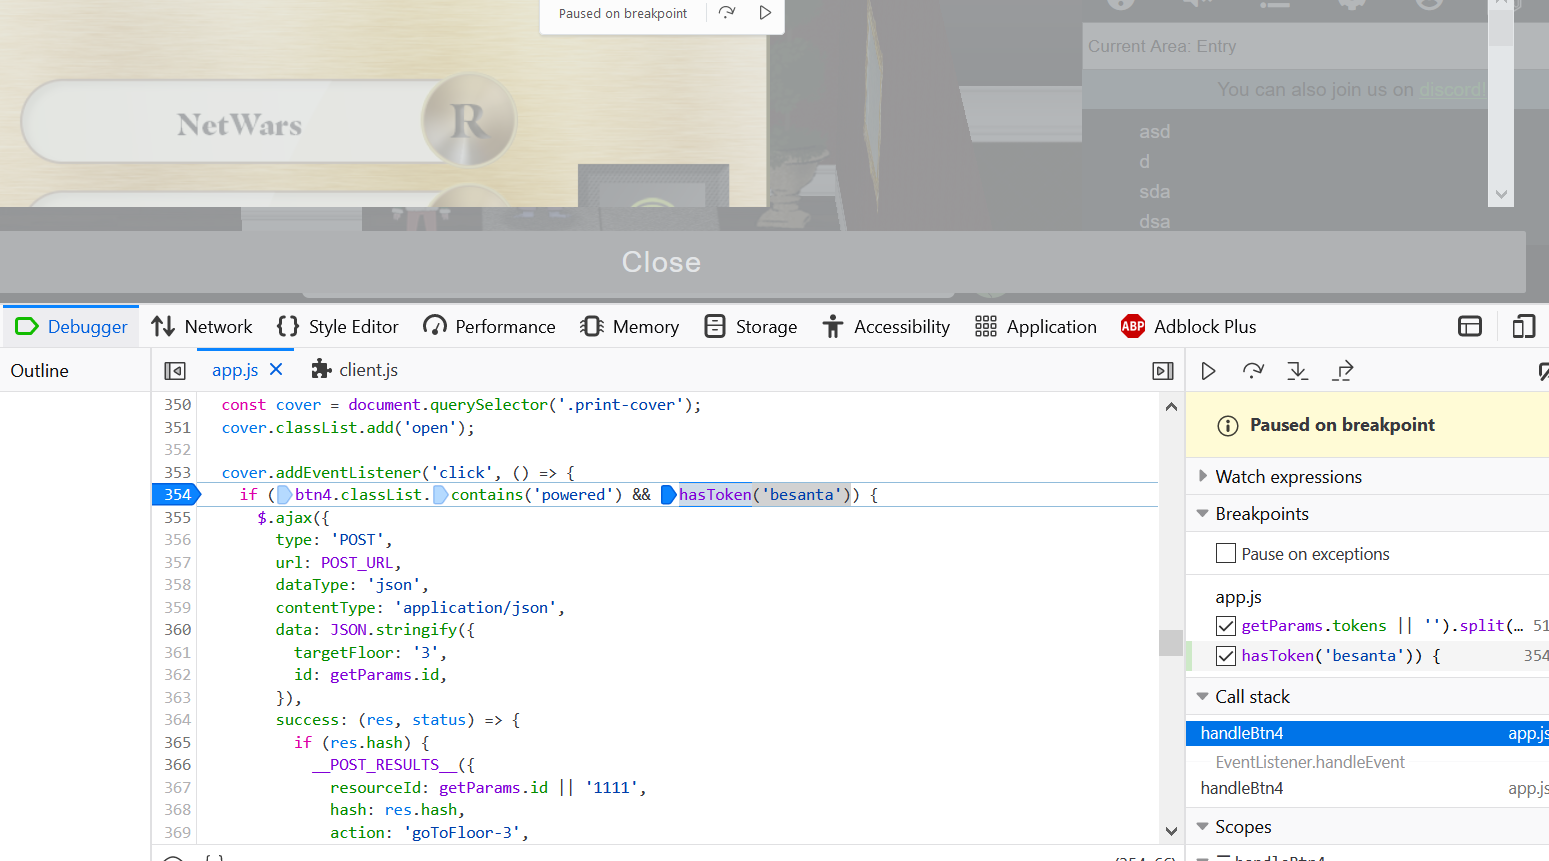 Paused on breakpoint
NetWars
R
Current Area: Entry
You can also join us on discord!
asd
d
sda
dsa
Close
Debugger Network Style Editor Performance Memory Storage Accessibility Application ABP Adblock Plus
Outline
app.js client.js
350 const cover = document.querySelector('.print-cover');
351 cover.classList.add('open');
352
353 cover.addEventListener('click', () => {
354 if (btn4.classList.contains('powered') && hasToken('besanta')) {
355 $.ajax({
356 type: 'POST',
357 url: POST_URL,
358 dataType: 'json',
359 contentType: 'application/json',
360 data: JSON.stringify({
361 targetFloor: '3',
362 id: getParams.id,
363 }),
364 success: (res, status) => {
365 if (res.hash) {
366 __POST_RESULTS__({
367 resourceId: getParams.id || '1111',
368 hash: res.hash,
369 action: 'goToFloor-3',
Paused on breakpoint
Watch expressions
Breakpoints
Pause on exceptions
app.js
getParams.tokens || '').split(… 51
hasToken('besanta')) { 354
Call stack
handleBtn4 app.js
EventListener.handleEvent
handleBtn4 app.js
Scopes
handleBtn4